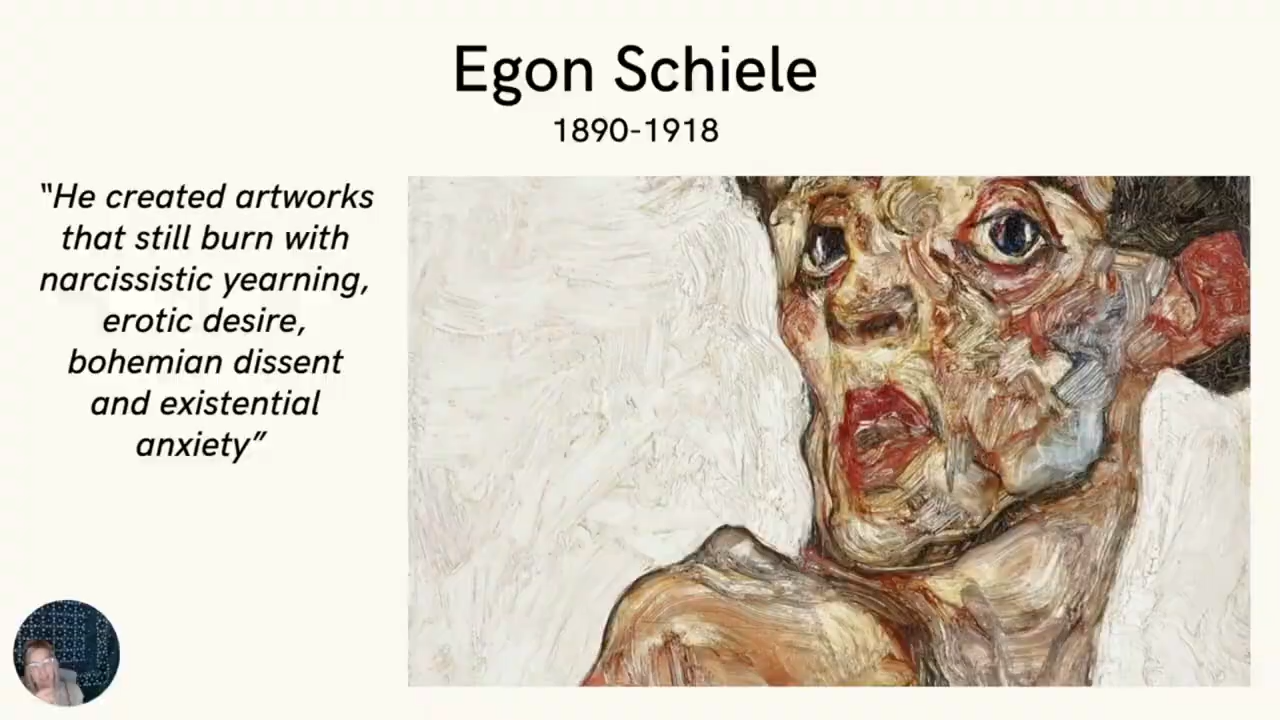 Egon Schiele
1890-1918
“He created artworks
that still burn with
narcissistic yearning,
erotic desire,
bohemian dissent
and existential
anxiety”